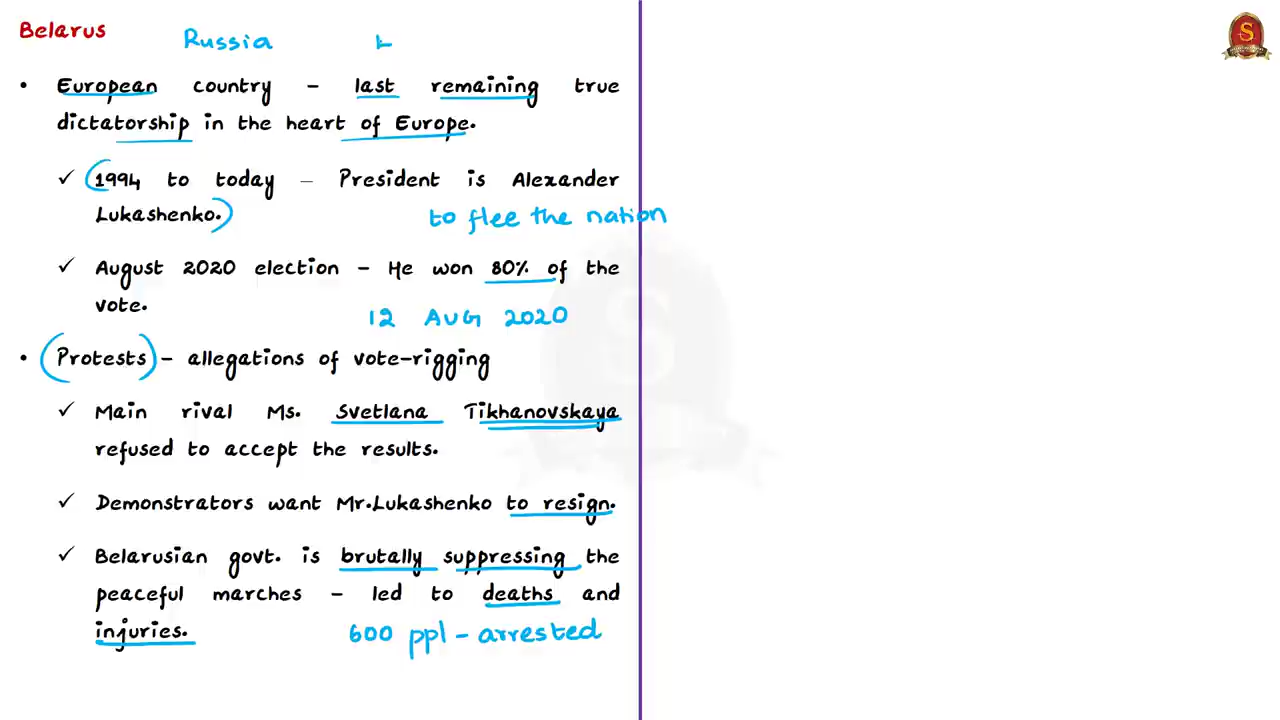 Belarus
Russia
• European country – last remaining true
dictatorship in the heart of Europe.
✓ 1994 to today – President is Alexander
Lukashenko.
to flee the nation
✓ August 2020 election – He won 80% of the
vote.
12 AUG 2020
• (Protests) – allegations of vote-rigging
✓ Main rival Ms. Svetlana Tikhanovskaya
refused to accept the results.
✓ Demonstrators want Mr.Lukashenko to resign.
✓ Belarusian govt. is brutally suppressing the
peaceful marches – led to deaths and
injuries.
600 ppl – arrested
S